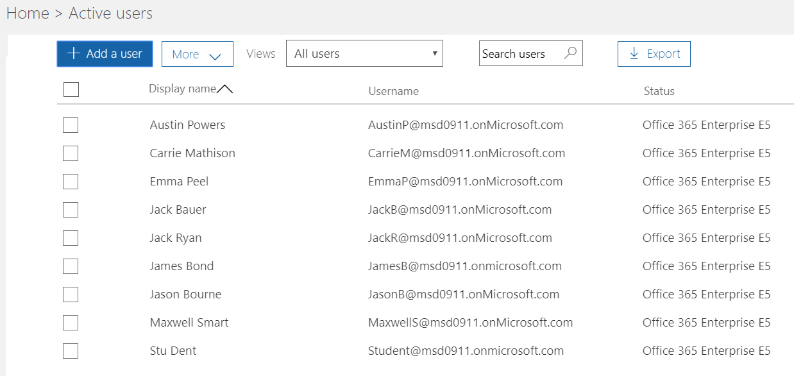 Home > Active users
+ Add a user More Views All users Search users Export
Display name Username Status
Austin Powers AustinP@msd0911.onMicrosoft.com Office 365 Enterprise E5
Carrie Mathison CarrieM@msd0911.onMicrosoft.com Office 365 Enterprise E5
Emma Peel EmmaP@msd0911.onMicrosoft.com Office 365 Enterprise E5
Jack Bauer JackB@msd0911.onMicrosoft.com Office 365 Enterprise E5
Jack Ryan JackR@msd0911.onMicrosoft.com Office 365 Enterprise E5
James Bond JamesB@msd0911.onmicrosoft.com Office 365 Enterprise E5
Jason Bourne JasonB@msd0911.onMicrosoft.com Office 365 Enterprise E5
Maxwell Smart MaxwellS@msd0911.onMicrosoft.com Office 365 Enterprise E5
Stu Dent Student@msd0911.onmicrosoft.com Office 365 Enterprise E5